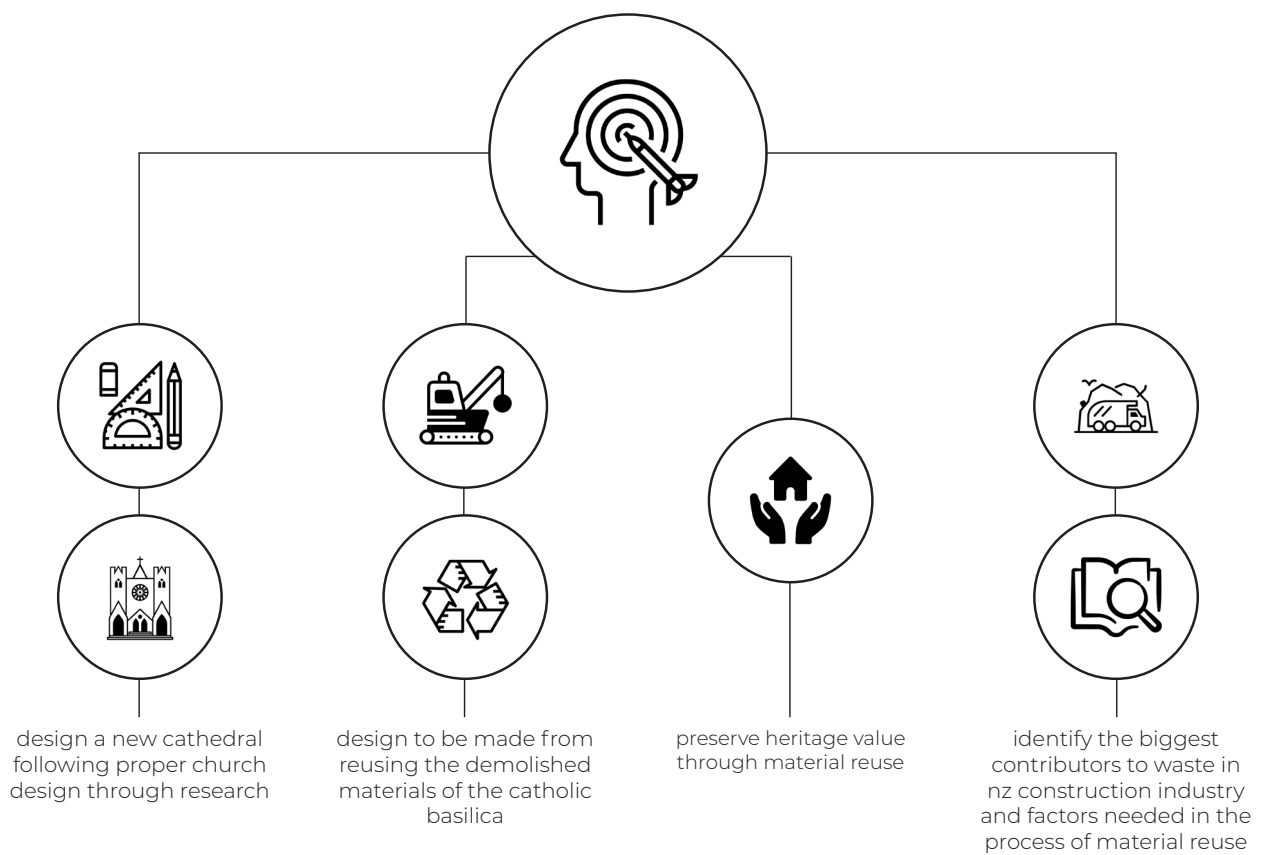 design a new cathedral
following proper church
design through research
design to be made from
reusing the demolished
materials of the catholic
basilica
preserve heritage value
through material reuse
identify the biggest
contributors to waste in
nz construction industry
and factors needed in the
process of material reuse